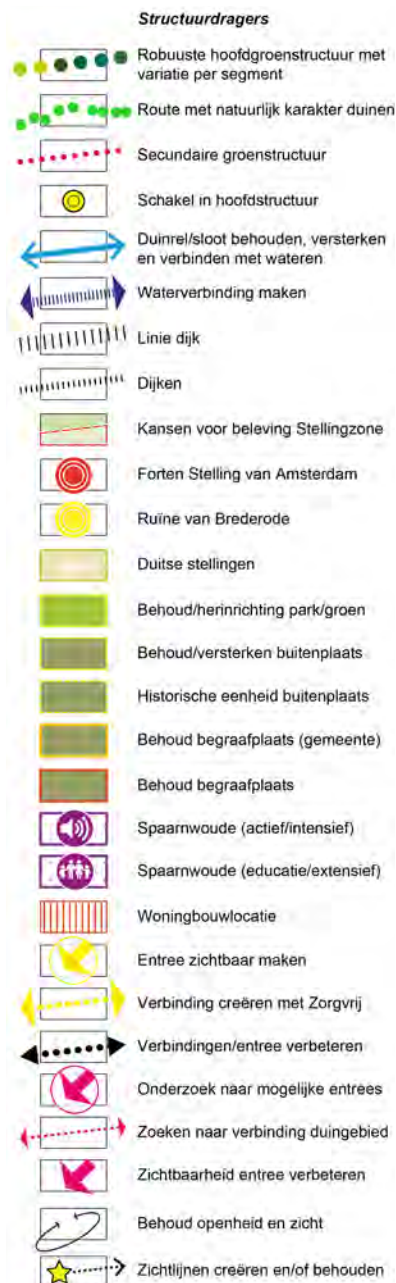 Structuurdragers
Robuuste hoofdgroenstructuur met
variatie per segment
Route met natuurlijk karakter duinen
Secundaire groenstructuur
Schakel in hoofdstructuur
Duinrel/sloot behouden, versterken
en verbinden met wateren
Waterverbinding maken
Linie dijk
Dijken
Kansen voor beleving Stellingzone
Forten Stelling van Amsterdam
Ruïne van Brederode
Duitse stellingen
Behoud/herinrichting park/groen
Behoud/versterken buitenplaats
Historische eenheid buitenplaats
Behoud begraafplaats (gemeente)
Behoud begraafplaats
Spaarnwoude (actief/intensief)
Spaarnwoude (educatie/extensief)
Woningbouwlocatie
Entree zichtbaar maken
Verbinding creëren met Zorgvrij
Verbindingen/entree verbeteren
Onderzoek naar mogelijke entrees
Zoeken naar verbinding duingebied
Zichtbaarheid entree verbeteren
Behoud openheid en zicht
Zichtlijnen creëren en/of behouden